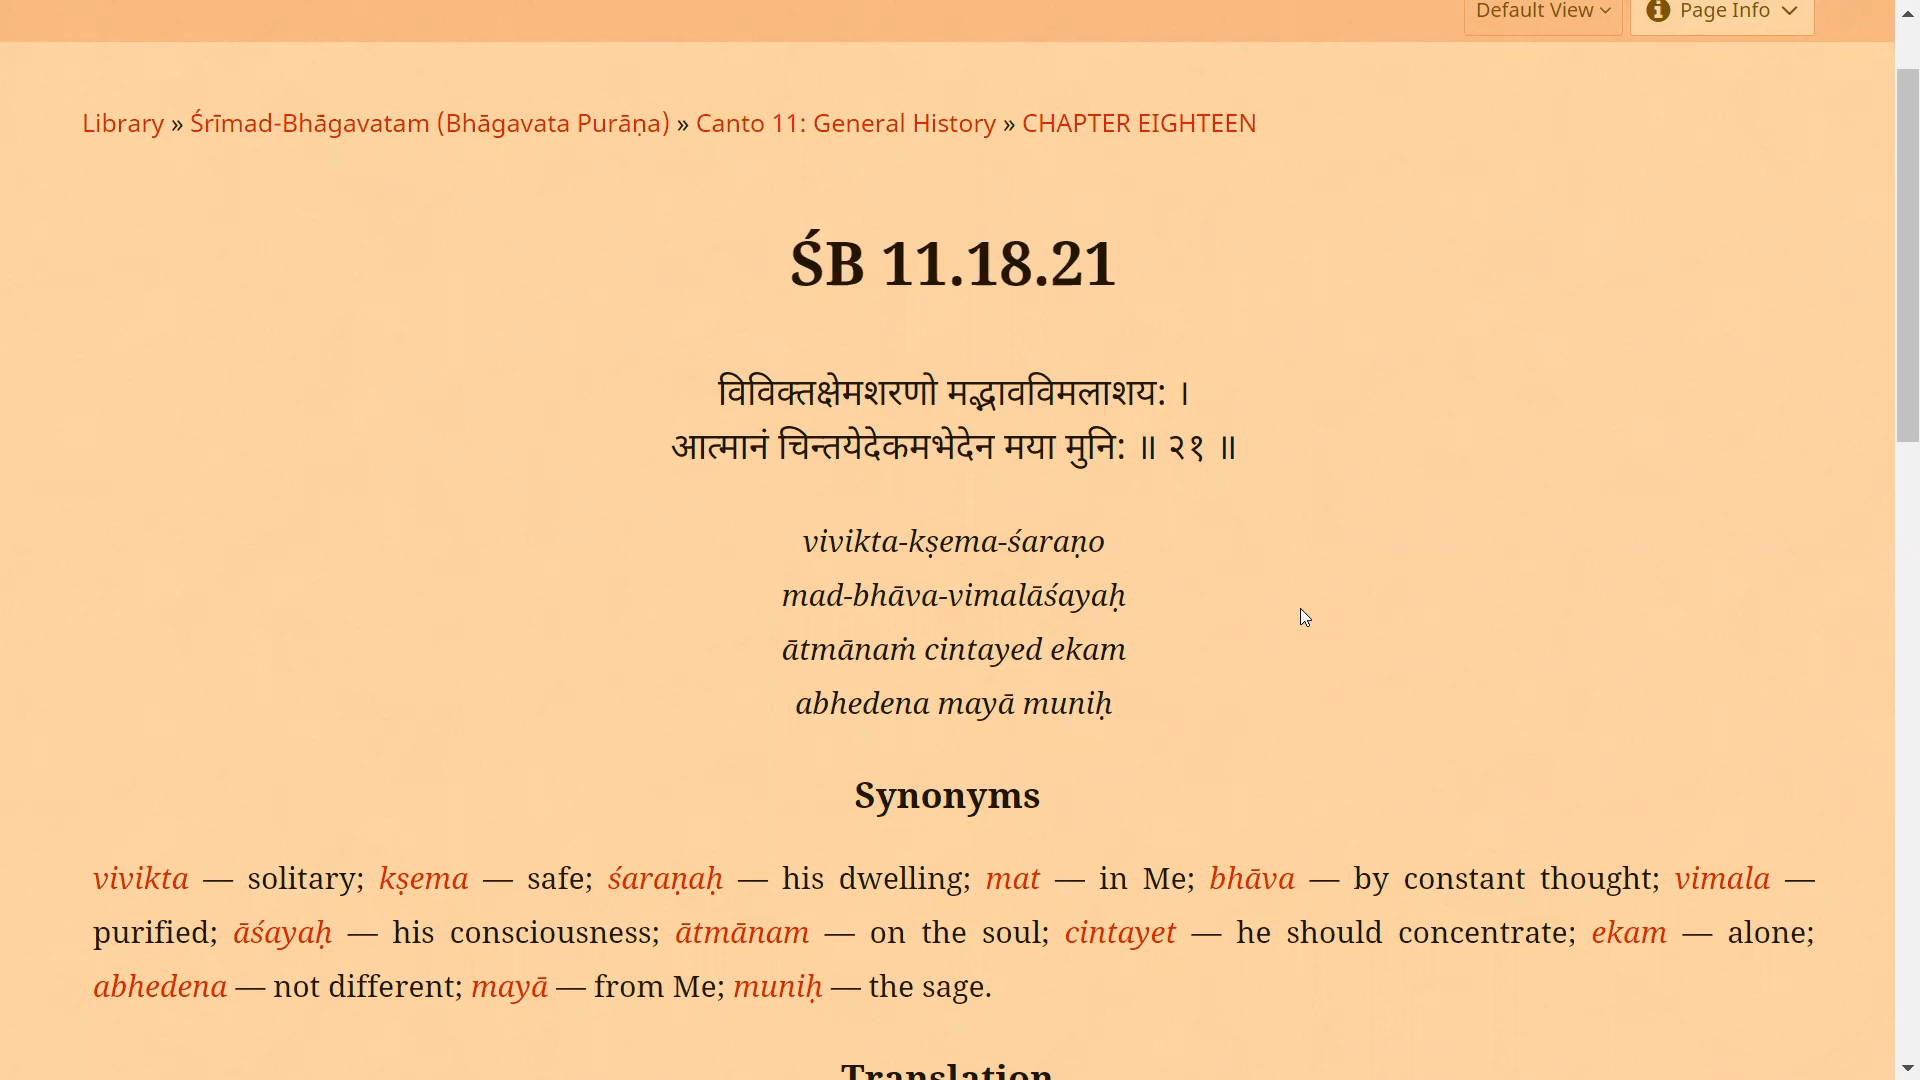 Default View
Page Info
Library » Śrīmad-Bhāgavatam (Bhāgavata Purāṇa) » Canto 11: General History » CHAPTER EIGHTEEN
ŚB 11.18.21
विविक्तक्षेमशरणो मद्भावविमलाशय: ।
आत्मानं चिन्तयेदेकमभेदेन मया मुनि: ॥ २१ ॥
vivikta-kṣema-śaraṇo
mad-bhāva-vimalāśayaḥ
ātmānaṁ cintayed ekam
abhedena mayā muniḥ
Synonyms
vivikta — solitary; kṣema — safe; śaraṇaḥ — his dwelling; mat — in Me; bhāva — by constant thought; vimala —
purified; āśayaḥ — his consciousness; ātmānam — on the soul; cintayet — he should concentrate; ekam — alone;
abhedena — not different; mayā — from Me; muniḥ — the sage.
Translation